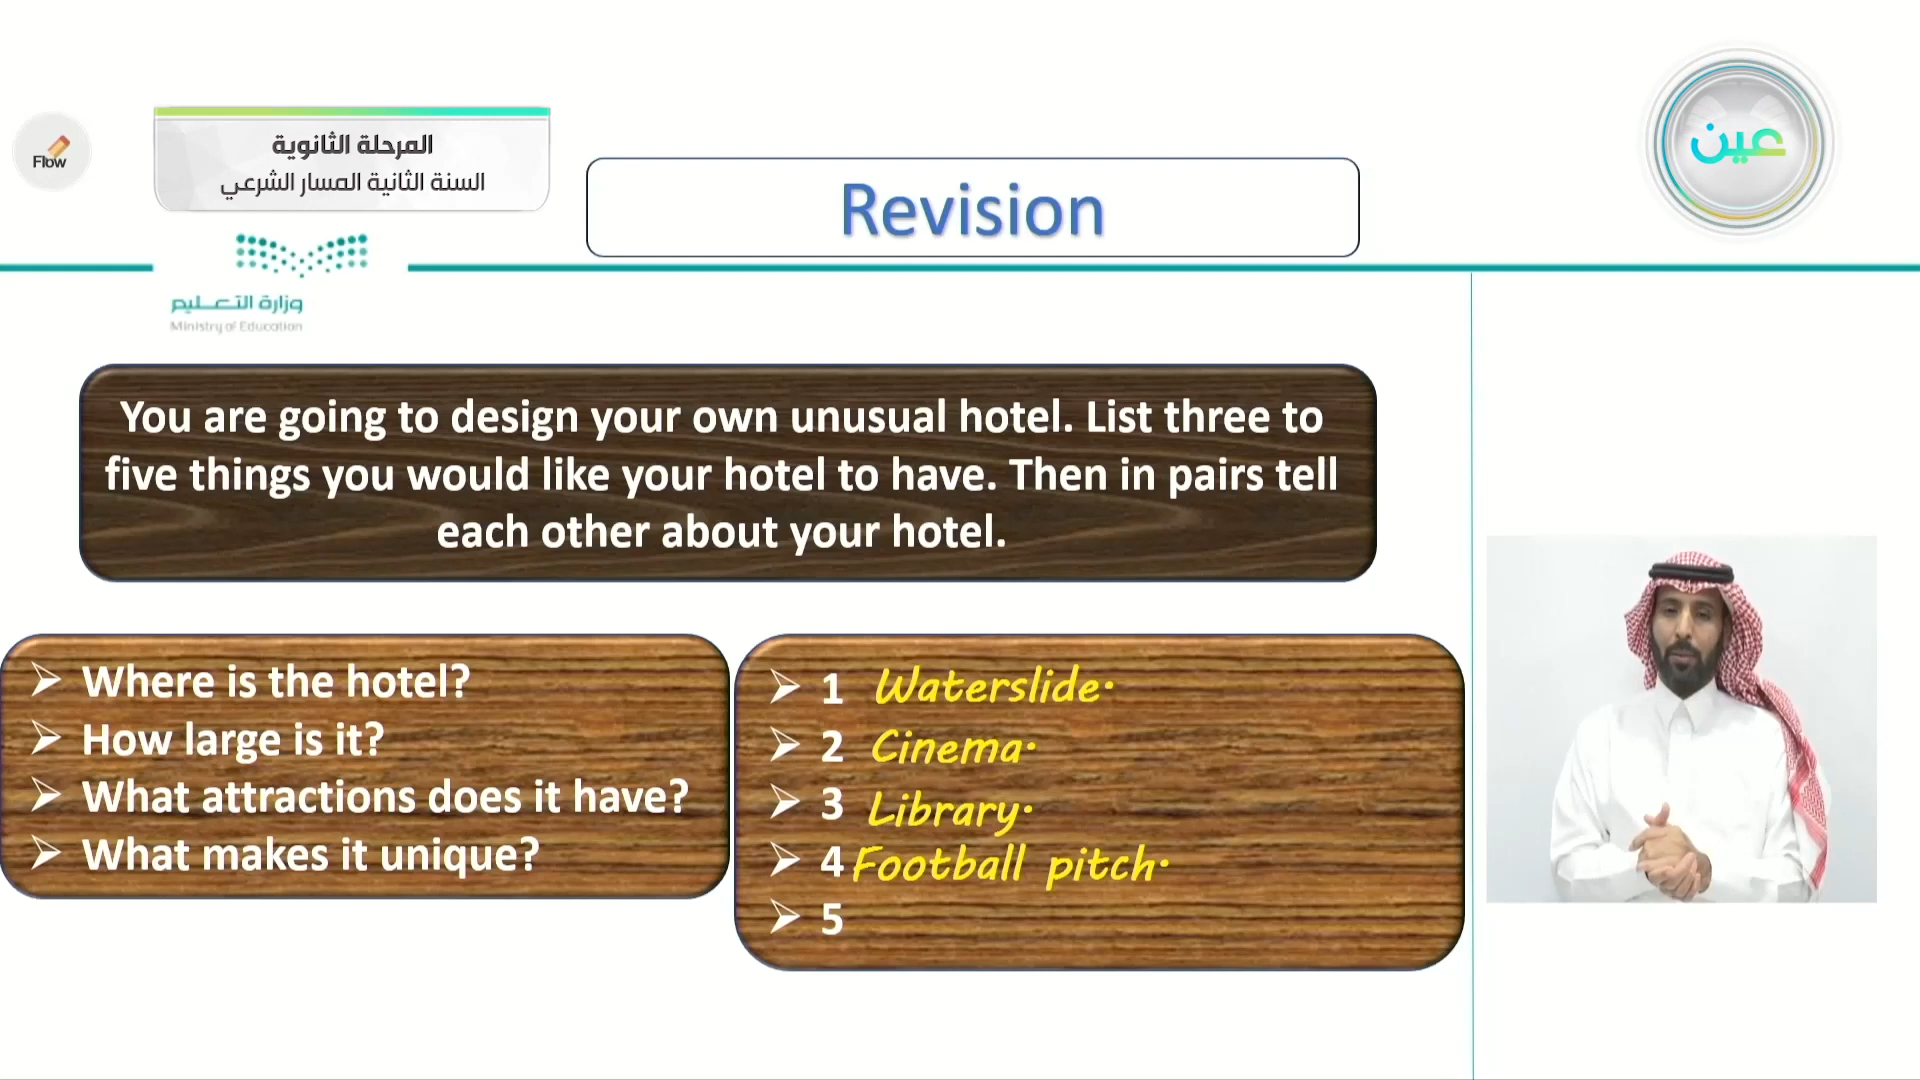 Flow
المرحلة الثانوية
السنة الثانية المسار الشرعي
عين
Revision
وزارة التعليم
Ministry of Education
You are going to design your own unusual hotel. List three to
five things you would like your hotel to have. Then in pairs tell
each other about your hotel.
Where is the hotel?
How large is it?
What attractions does it have?
What makes it unique?
1 Waterslide.
2 Cinema.
3 Library.
4 Football pitch.
5